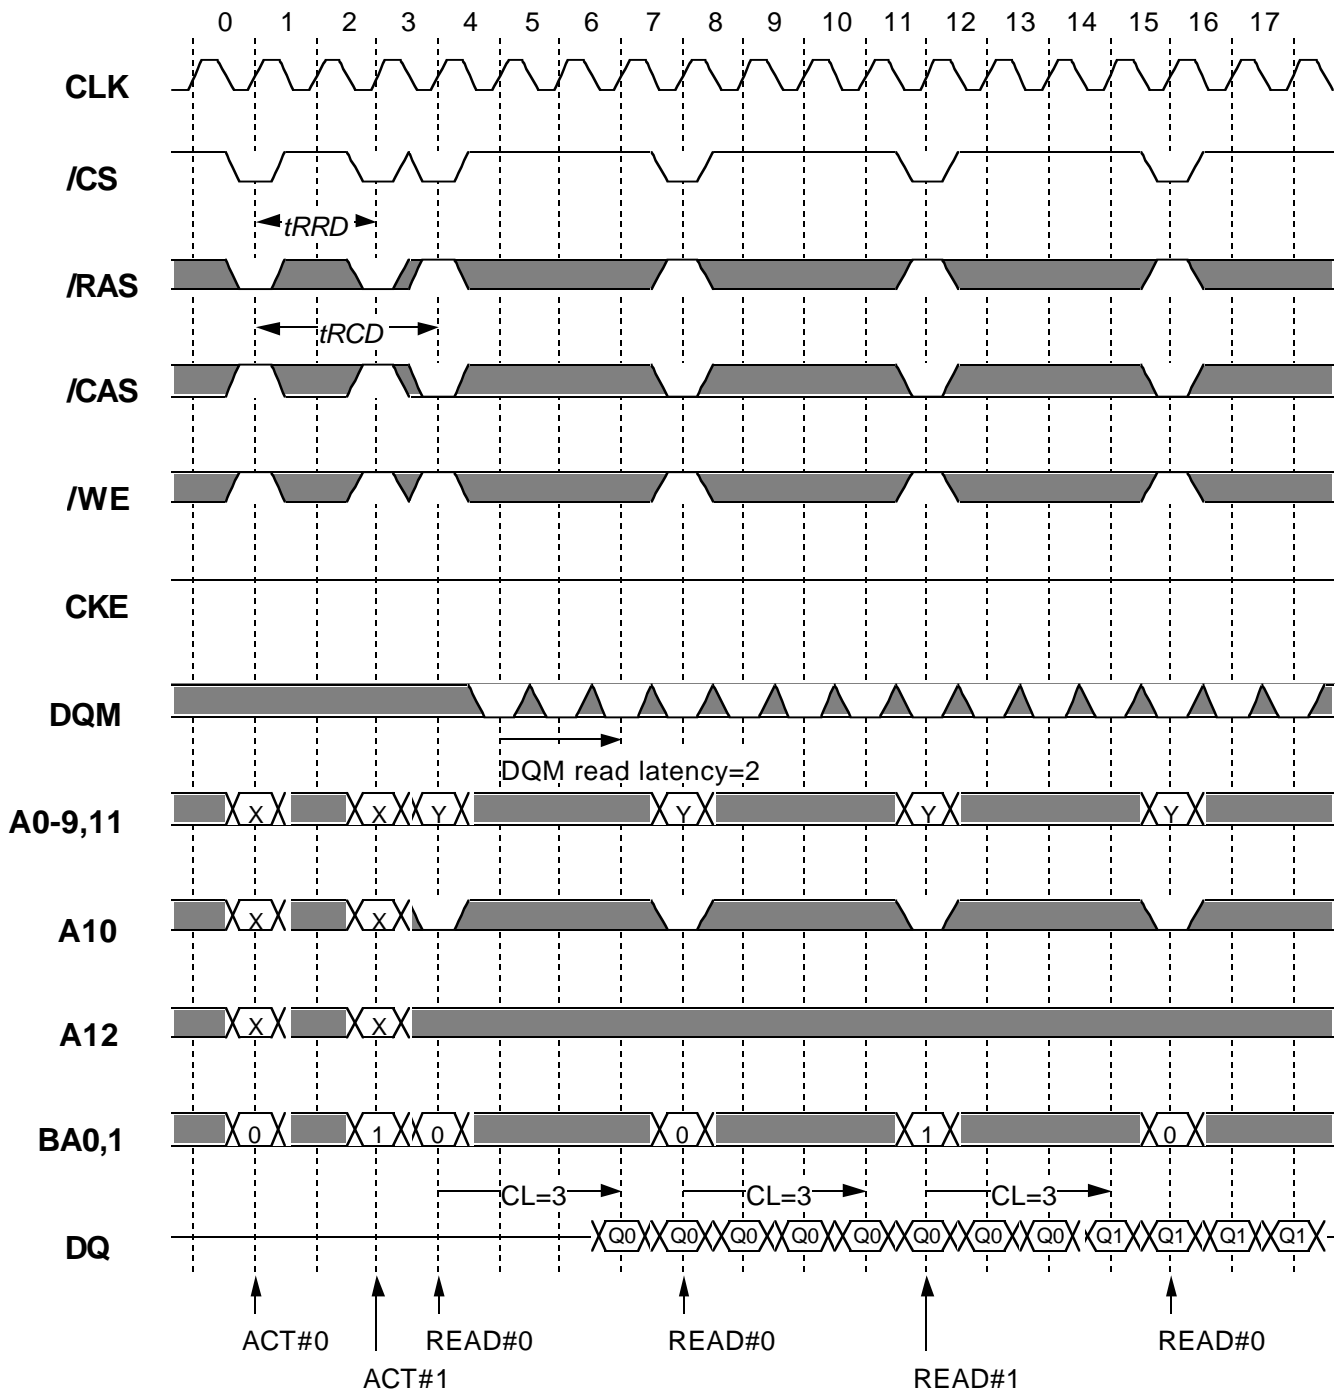 0 1 2 3 4 5 6 7 8 9 10 11 12 13 14 15 16 17
CLK
/CS
tRRD
/RAS
tRCD
/CAS
/WE
CKE
DQM
DQM read latency=2
A0-9,11 X X Y Y Y Y
A10 X X
A12 X X
BA0,1 0 1 0 0 1 0
CL=3 CL=3 CL=3
DQ Q0 Q0 Q0 Q0 Q0 Q0 Q0 Q0 Q1 Q1 Q1 Q1
ACT#0 READ#0 READ#0 READ#0
ACT#1 READ#1